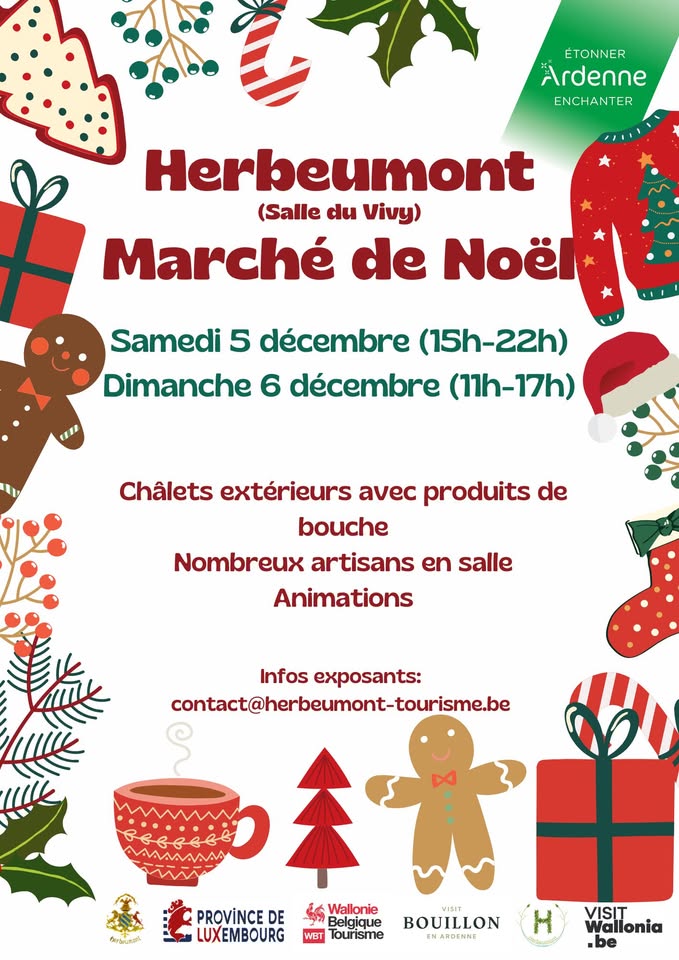 ÉTONNER
Ardenne
ENCHANTER
Herbeumont
(Salle du Vivy)
Marché de Noël
Samedi 5 décembre (15h-22h)
Dimanche 6 décembre (11h-17h)
Châlets extérieurs avec produits de
bouche
Nombreux artisans en salle
Animations
Infos exposants:
contact@herbeumont-tourisme.be
Herbeumont
PROVINCE DE
LUXEMBOURG
WBT
Wallonie
Belgique
Tourisme
VISIT
BOUILLON
EN ARDENNE
H
VISIT
Wallonia
.be